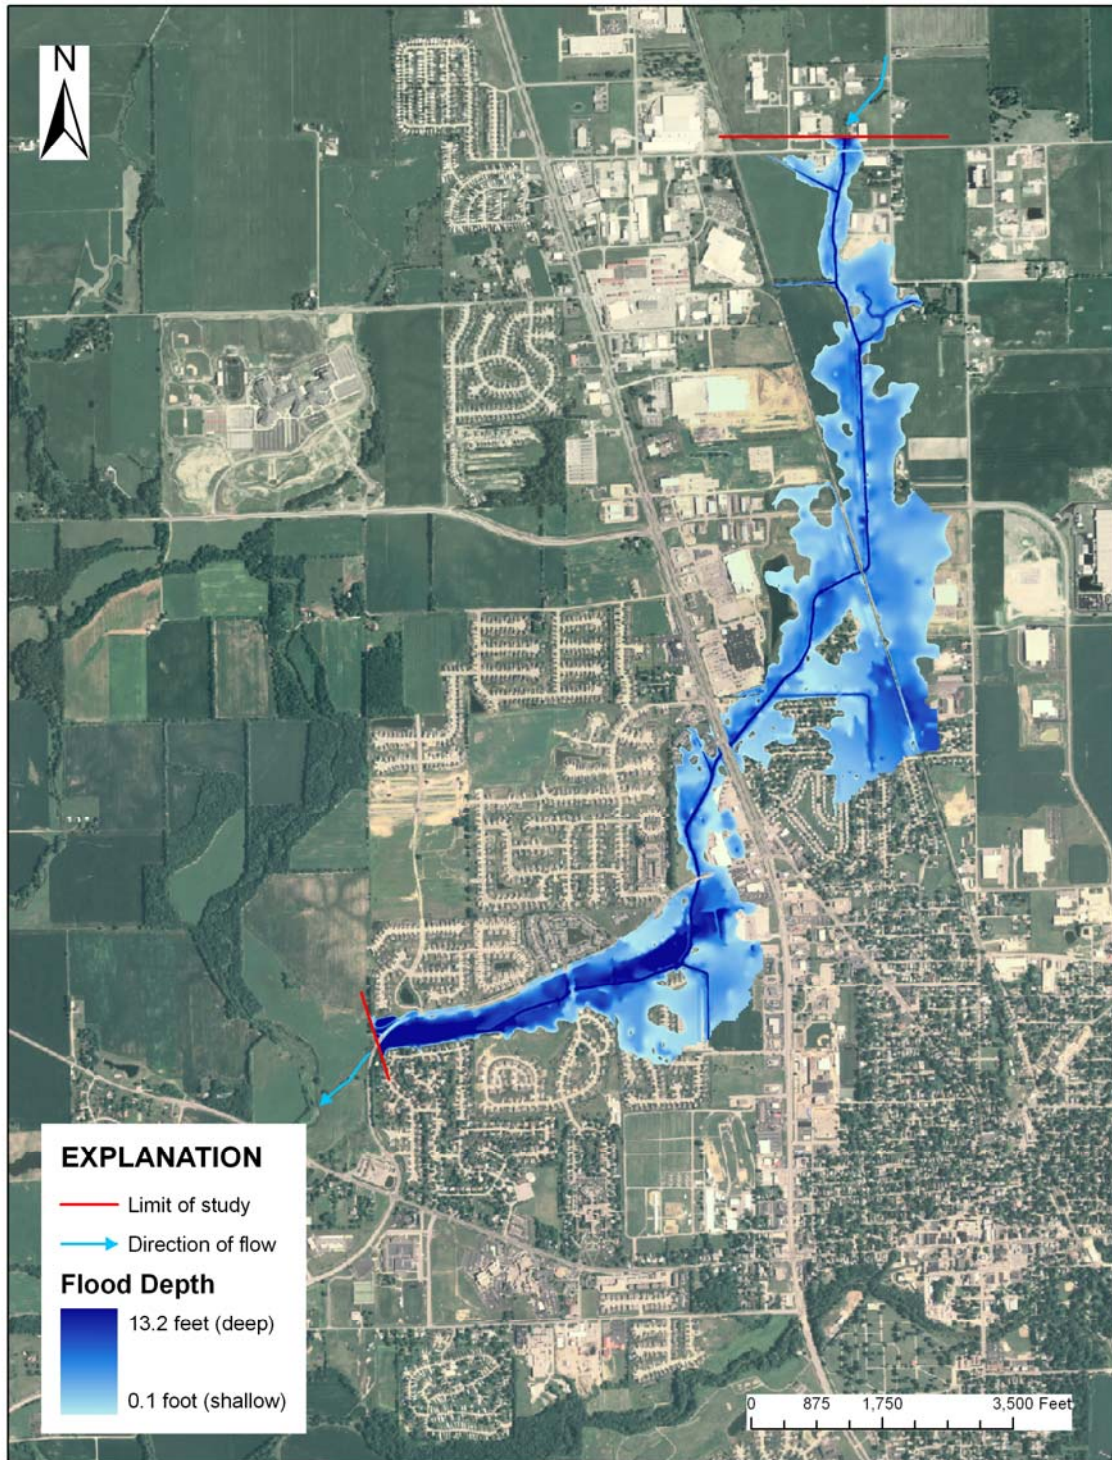 N
EXPLANATION
Limit of study
Direction of flow
Flood Depth
13.2 feet (deep)
0.1 foot (shallow)
0 875 1,750 3,500 Feet